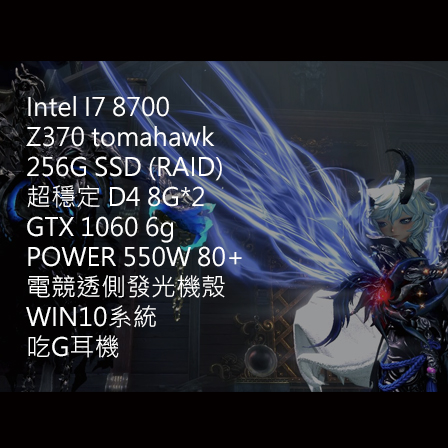 Intel I7 8700
Z370 tomahawk
256G SSD (RAID)
超穩定 D4 8G*2
GTX 1060 6g
POWER 550W 80+
電競透側發光機殼
WIN10系統
吃G耳機